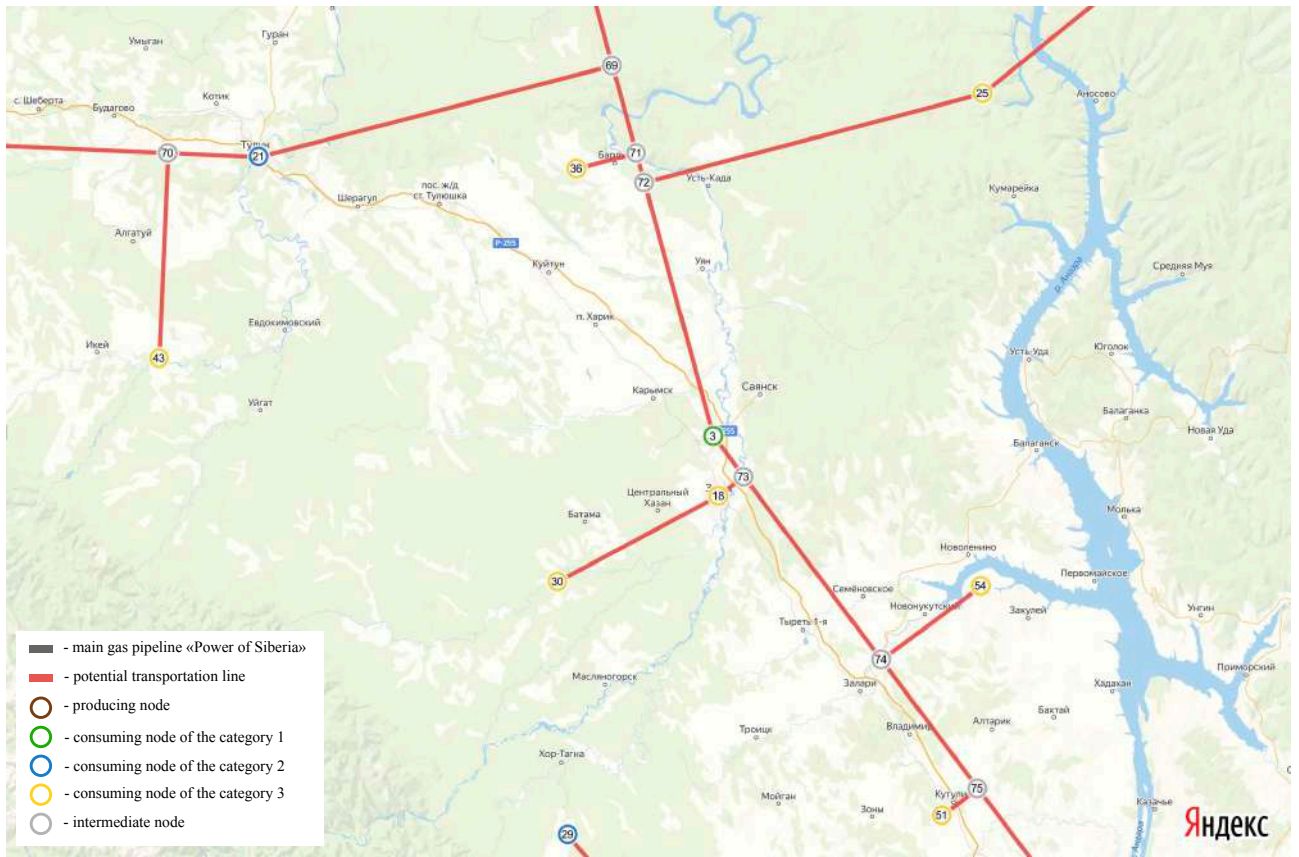 Умыган
Гуран
69
с. Шеберта
Котик
Будагово
25
Аносово
70
21
71
36
72
Усть-Када
Кумарейка
Шерагул
пос. ж/д
ст. Тулюшка
Алгатуй
Р-255
Куйтун
Уян
р. Ангара
Средняя Муя
п. Харик
Евдокимовский
Икей
43
Усть-Уда
Юголок
Уйгат
Карымск
Саянск
Балаганка
3
255
Балаганск
Новая Уда
73
Центральный
Хазан
18
Батама
Молька
30
Новоленино
54
Первомайское
Семёновское
Новонукутский
Закулей
Унгин
Тыреть 1-я
74
Залари
Масляногорск
Приморский
Хадахан
Бахтай
Троицк
Владимир
Алтарик
Хор-Тагна
75
Мойган
Зоны
Кутули
51
Казачье
29
р. Ангара
- main gas pipeline «Power of Siberia»
- potential transportation line
- producing node
- consuming node of the category 1
- consuming node of the category 2
- consuming node of the category 3
- intermediate node
Яндекс